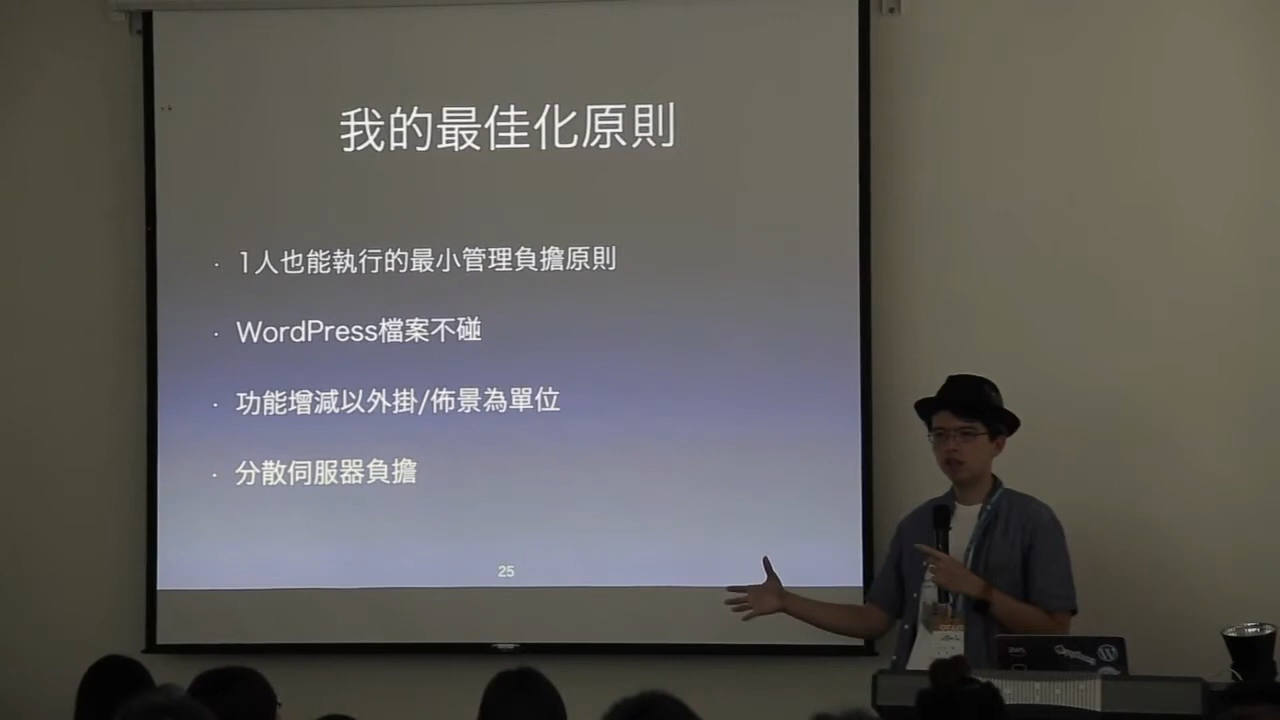 我的最佳化原則
· 1人也能執行的最小管理負擔原則
· WordPress檔案不碰
· 功能增減以外掛/佈景為單位
· 分散伺服器負擔
25
aws